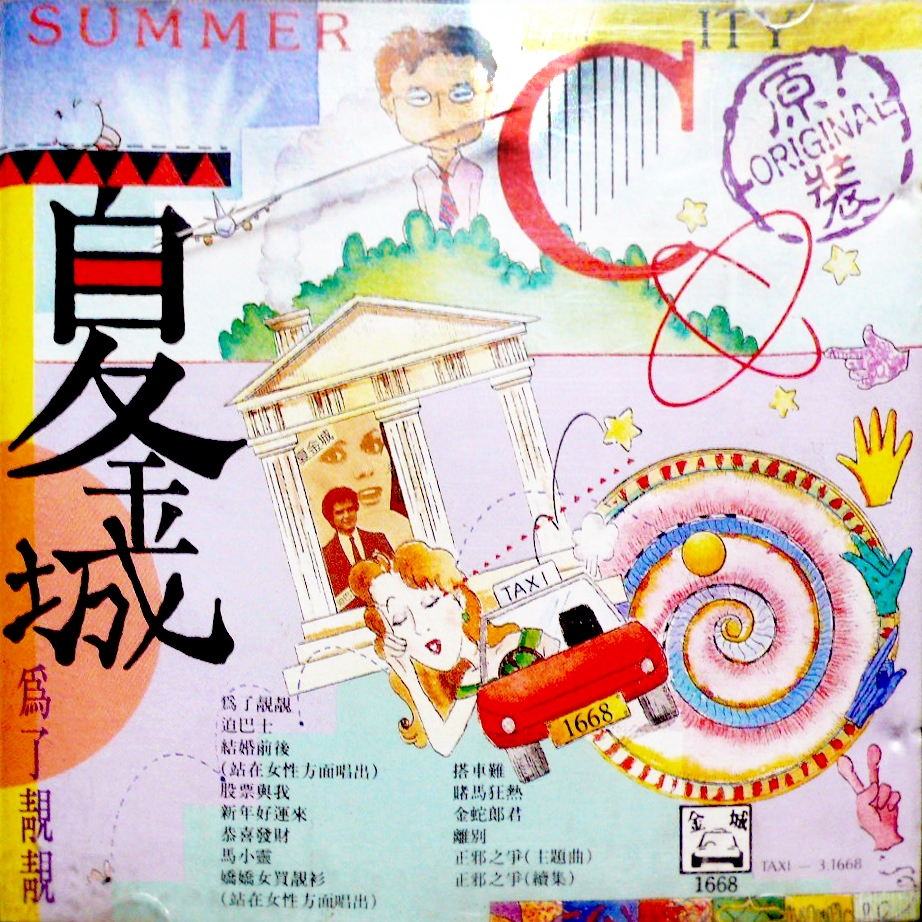 SUMMER CITY
原!
ORIGINAL
裝
夏金城
為了靚靚
夏金城
TAXI
1668
為了靚靚
迫巴士
結婚前後
(站在女性方面唱出)
股票與我
新年好運來
恭喜發財
馬小靈
嬌嬌女買靚衫
(站在女性方面唱出)
搭車難
賭馬狂熱
金蛇郎君
離別
正邪之爭(主題曲)
正邪之爭(續集)
金城
1668
TAXI — 3.1668